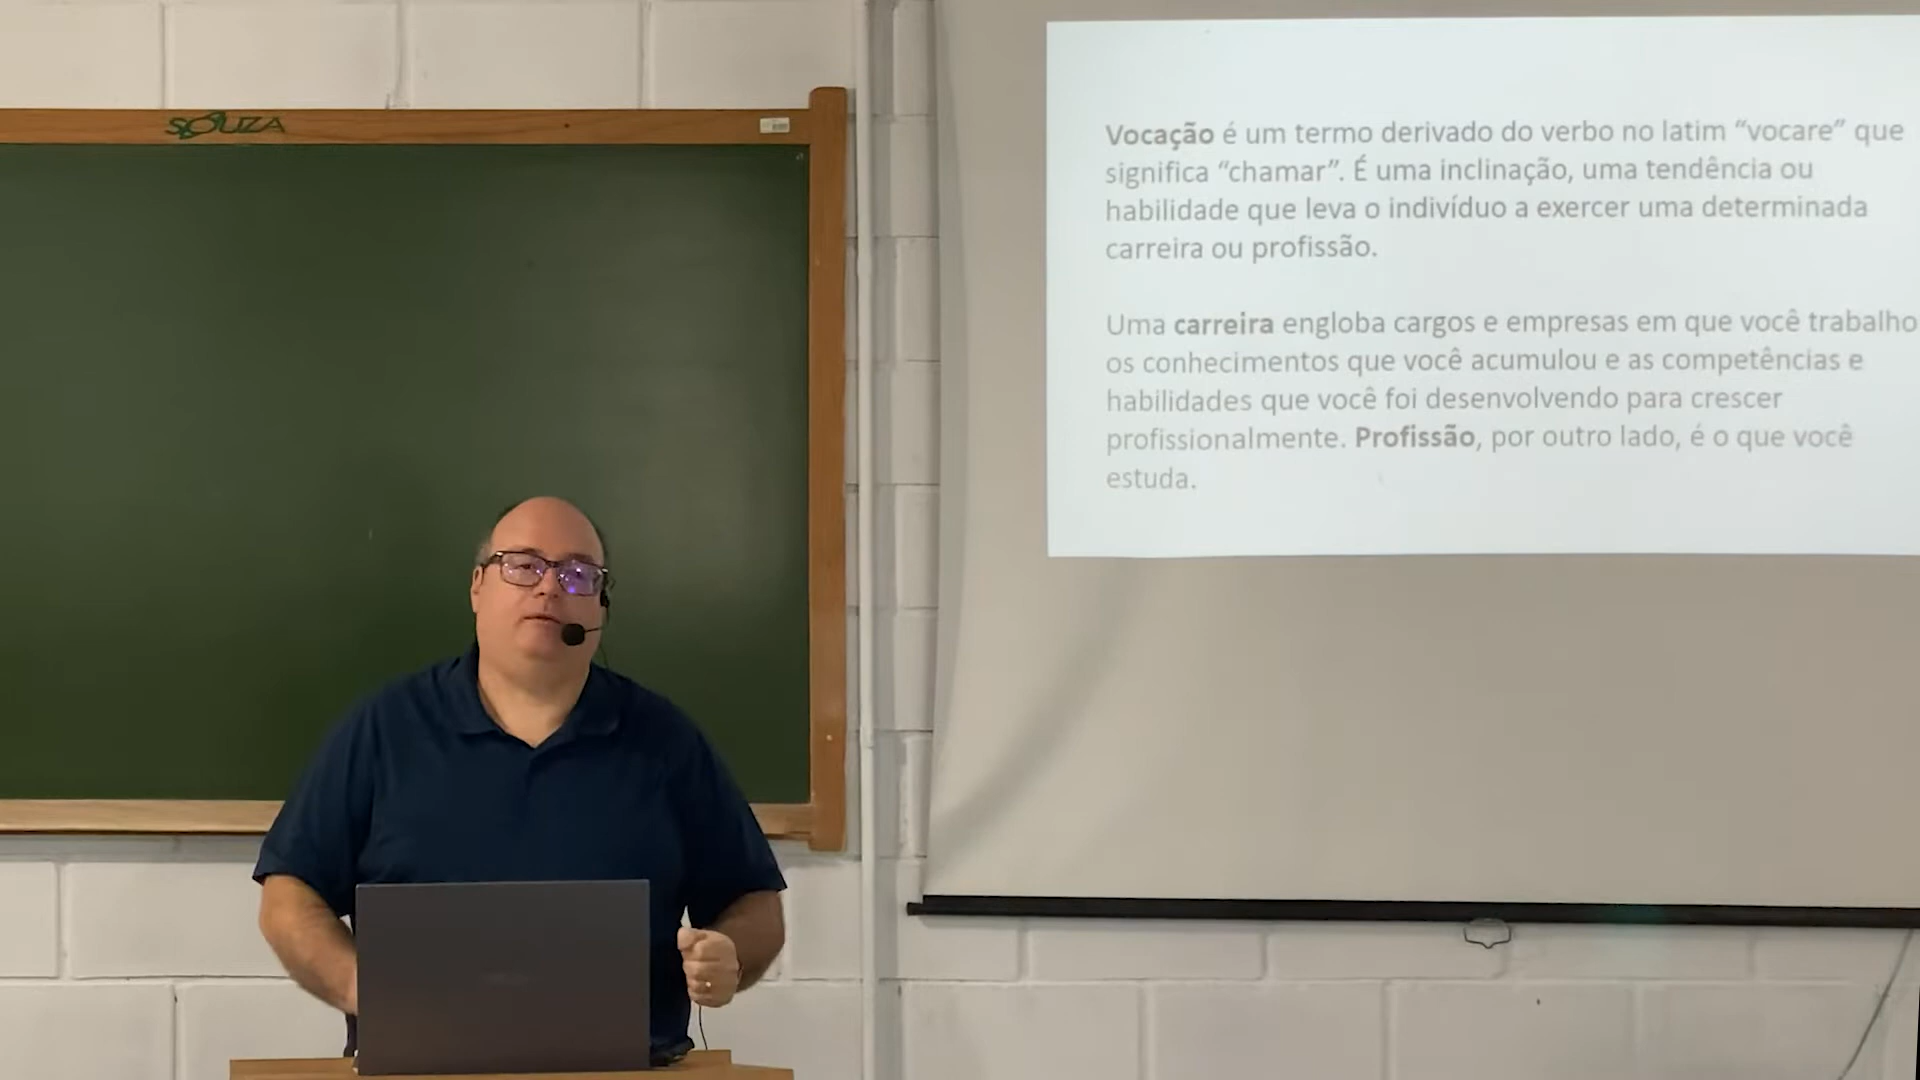 SOUZA
Vocação é um termo derivado do verbo no latim “vocare” que
significa “chamar”. É uma inclinação, uma tendência ou
habilidade que leva o indivíduo a exercer uma determinada
carreira ou profissão.
Uma carreira engloba cargos e empresas em que você trabalho
os conhecimentos que você acumulou e as competências e
habilidades que você foi desenvolvendo para crescer
profissionalmente. Profissão, por outro lado, é o que você
estuda.